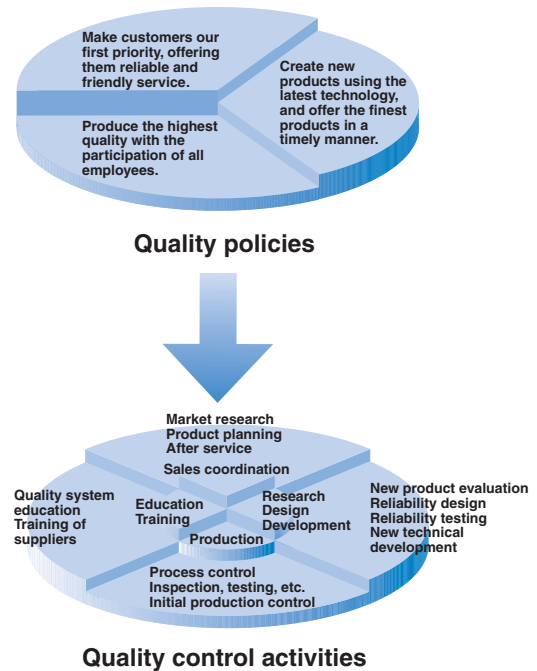 Make customers our
first priority, offering
them reliable and
friendly service.
Create new
products using the
latest technology,
and offer the finest
products in a
timely manner.
Produce the highest
quality with the
participation of all
employees.
Quality policies
Market research
Product planning
After service
Sales coordination
Quality system
education
Training of
suppliers
Education
Training
Research
Design
Development
New product evaluation
Reliability design
Reliability testing
New technical
development
Production
Process control
Inspection, testing, etc.
Initial production control
Quality control activities